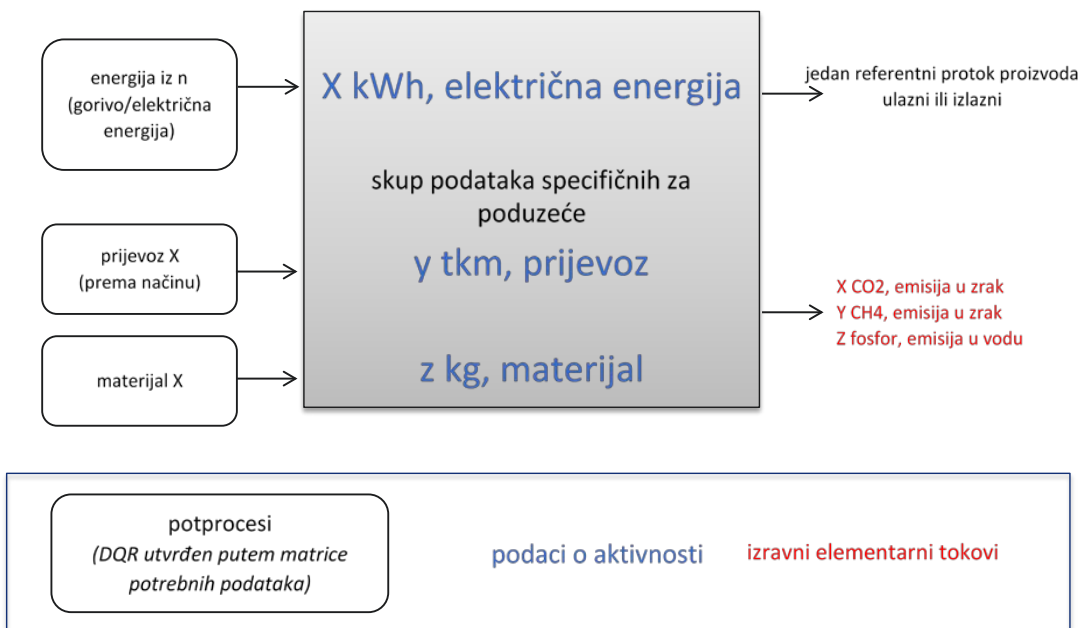 energija iz n
(gorivo/električna
energija)
X kWh, električna energija
jedan referentni protok proizvoda
ulazni ili izlazni
skup podataka specifičnih za
poduzeće
prijevoz X
(prema načinu)
y tkm, prijevoz
X CO2, emisija u zrak
Y CH4, emisija u zrak
Z fosfor, emisija u vodu
materijal X
z kg, materijal
potprocesi
(DQR utvrđen putem matrice
potrebnih podataka)
podaci o aktivnosti
izravni elementarni tokovi